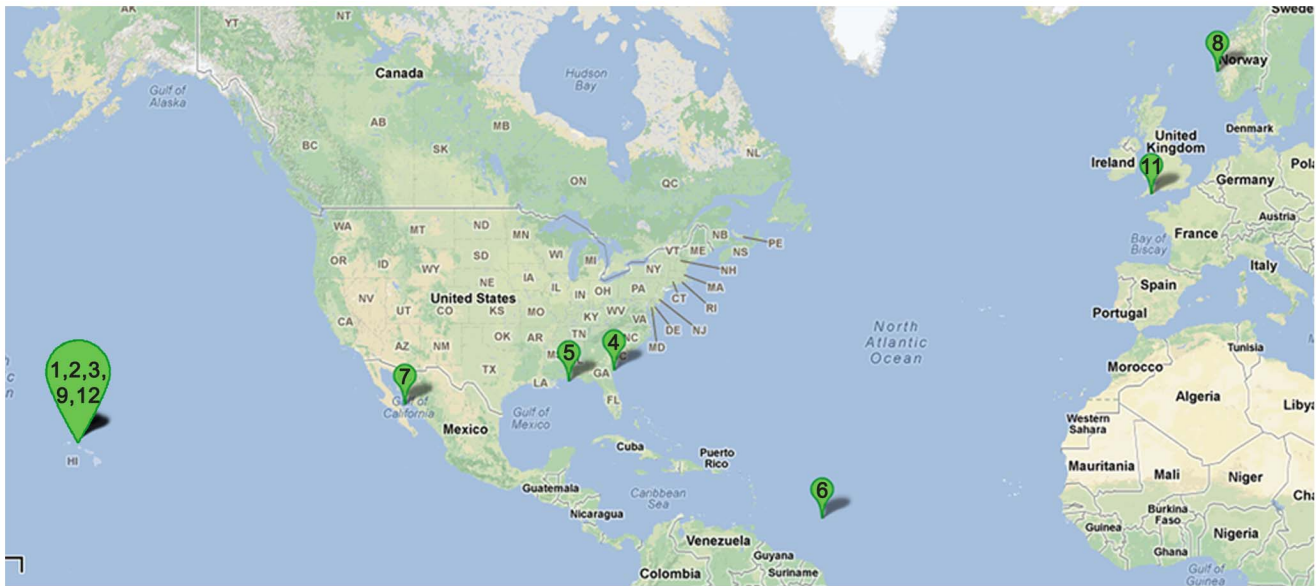 AK
NT
Swede
YT
8
Norway
Canada
Hudson
Bay
Gulf of
Alaska
AB
MB
BC
SK
NL
ON
QC
United
Kingdom
Denmark
Ireland
11
Pola
Germany
WA
MT
ND
MN
NB
PE
Austria
OR
ID
SD
WI
MI
VT
ME
NS
France
Bay of
Biscay
WY
NY
NH
Italy
NE
IA
IL
IN
OH
PA
MA
Spain
NV
UT
CO
United States
KS
MO
WV
CT
RI
Portugal
CA
KY
VA
DE
NJ
OK
AR
TN
NC
MD
North
Atlantic
Ocean
AZ
NM
5
4
Tunisia
TX
LA
GA
Morocco
7
FL
Algeria
Libya
1,2,3,
9,12
Gulf of
California
Gulf of
Mexico
Western
Sahara
Mexico
HI
Cuba
Puerto
Rico
Mauritania
Mali
Niger
Cha
Guatemala
Caribbean
Sea
6
Nicaragua
Burkina
Faso
Guinea
Nigeria
Venezuela
Ghana
Guyana
Colombia
Suriname
Gulf of
Guinea